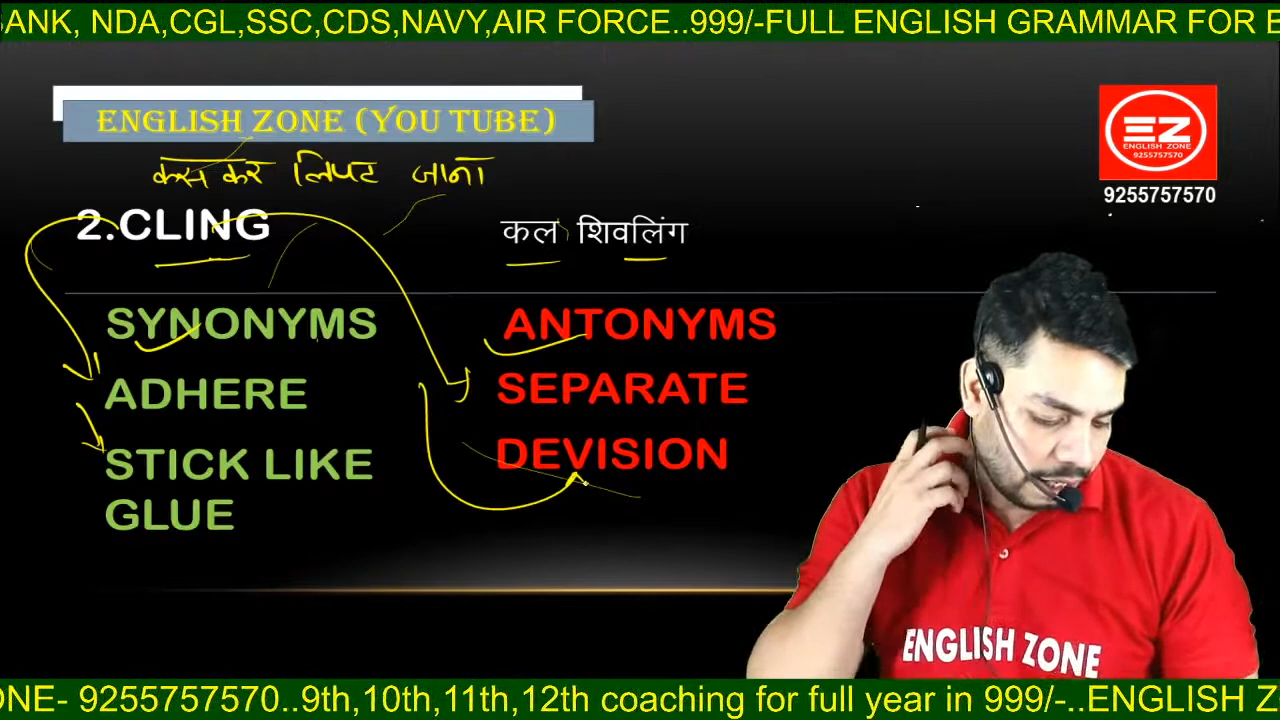 BANK, NDA,CGL,SSC,CDS,NAVY,AIR FORCE..999/-FULL ENGLISH GRAMMAR FOR E
ENGLISH ZONE (YOU TUBE)
EZ
ENGLISH ZONE
9255757570
9255757570
कस कर लिपट जाना
2.CLING
कल शिवलिंग
SYNONYMS
ANTONYMS
ADHERE
SEPARATE
STICK LIKE
DEVISION
GLUE
ENGLISH ZONE
ONE- 9255757570..9th,10th,11th,12th coaching for full year in 999/-..ENGLISH Z